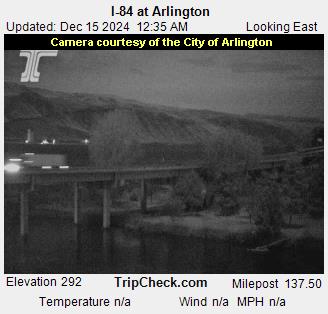 I-84 at Arlington
Updated: Dec 15 2024 12:35 AM Looking East
Camera courtesy of the City of Arlington
Elevation 292 TripCheck.com Milepost 137.50
Temperature n/a Wind n/a MPH n/a